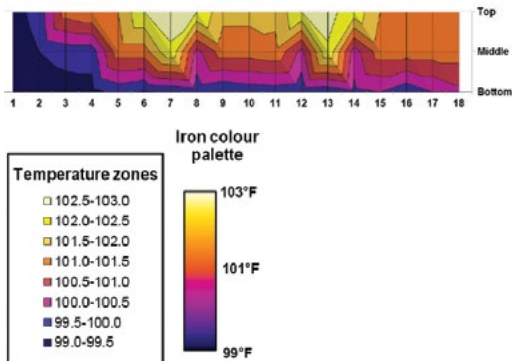 Top
Middle
Bottom
1 2 3 4 5 6 7 8 9 10 11 12 13 14 15 16 17 18
Iron colour
palette
Temperature zones
102.5-103.0
102.0-102.5
101.5-102.0
101.0-101.5
100.5-101.0
100.0-100.5
99.5-100.0
99.0-99.5
103°F
101°F
99°F